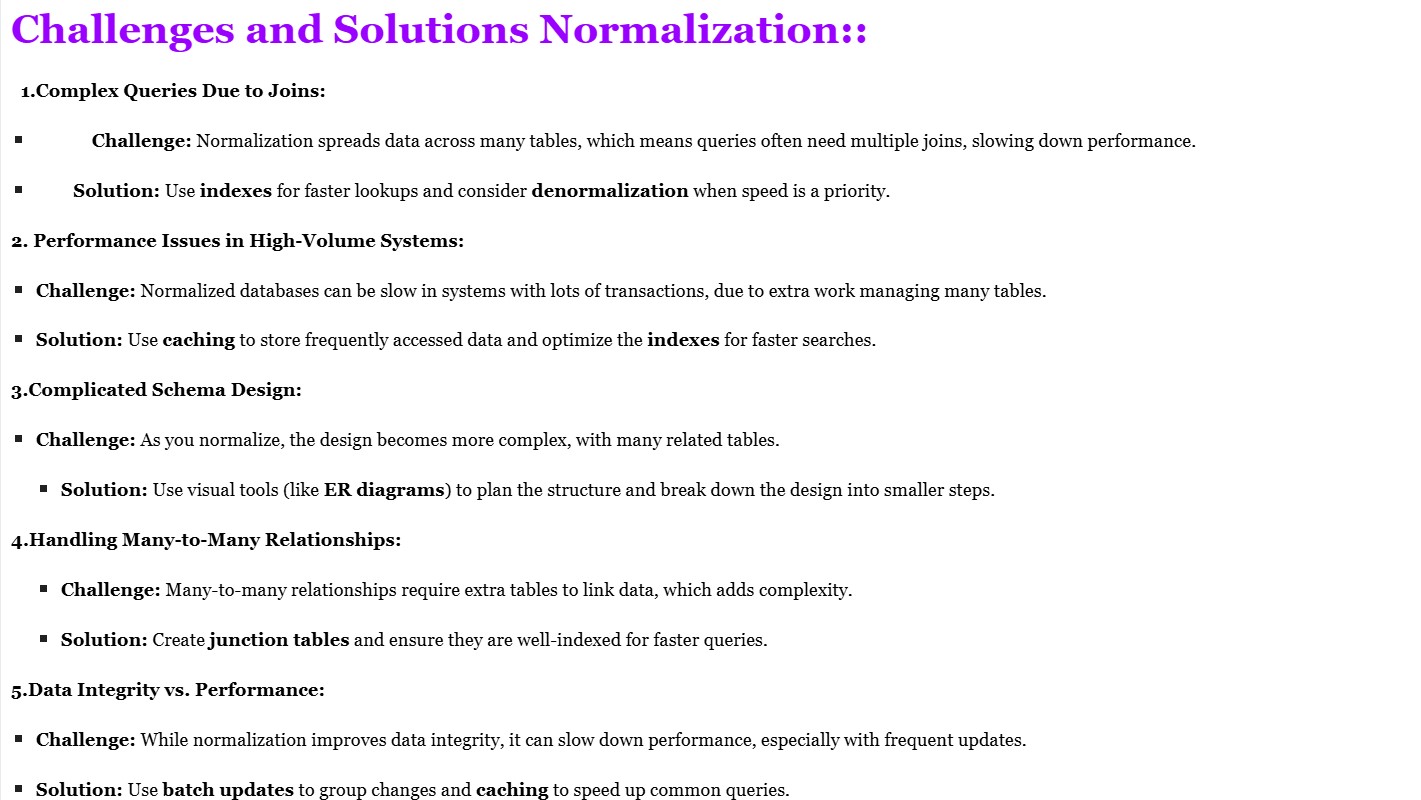 Challenges and Solutions Normalization::
1.Complex Queries Due to Joins:
▪ Challenge: Normalization spreads data across many tables, which means queries often need multiple joins, slowing down performance.
▪ Solution: Use indexes for faster lookups and consider denormalization when speed is a priority.
2. Performance Issues in High-Volume Systems:
▪ Challenge: Normalized databases can be slow in systems with lots of transactions, due to extra work managing many tables.
▪ Solution: Use caching to store frequently accessed data and optimize the indexes for faster searches.
3.Complicated Schema Design:
▪ Challenge: As you normalize, the design becomes more complex, with many related tables.
▪ Solution: Use visual tools (like ER diagrams) to plan the structure and break down the design into smaller steps.
4.Handling Many-to-Many Relationships:
▪ Challenge: Many-to-many relationships require extra tables to link data, which adds complexity.
▪ Solution: Create junction tables and ensure they are well-indexed for faster queries.
5.Data Integrity vs. Performance:
▪ Challenge: While normalization improves data integrity, it can slow down performance, especially with frequent updates.
▪ Solution: Use batch updates to group changes and caching to speed up common queries.